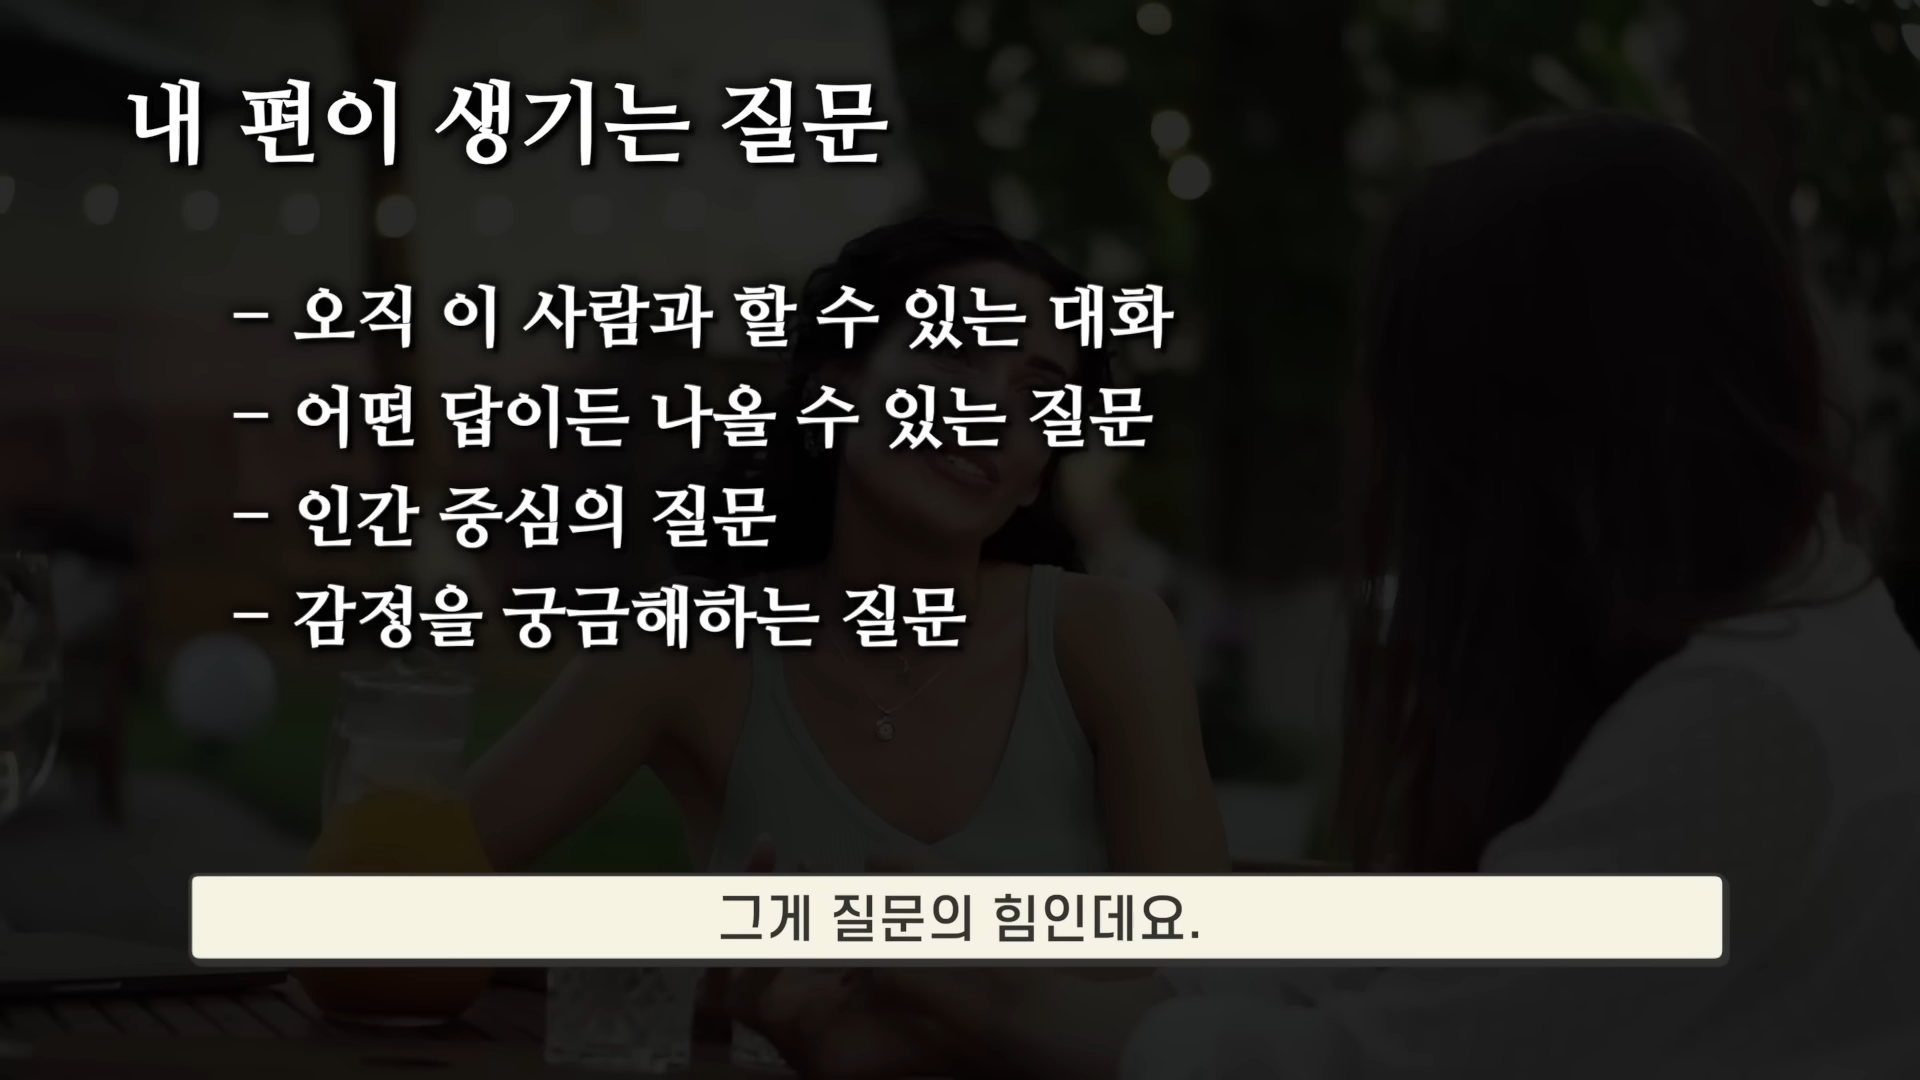 내 편이 생기는 질문
- 오직 이 사람과 할 수 있는 대화
- 어떤 답이든 나올 수 있는 질문
- 인간 중심의 질문
- 감정을 궁금해하는 질문
그게 질문의 힘인데요.